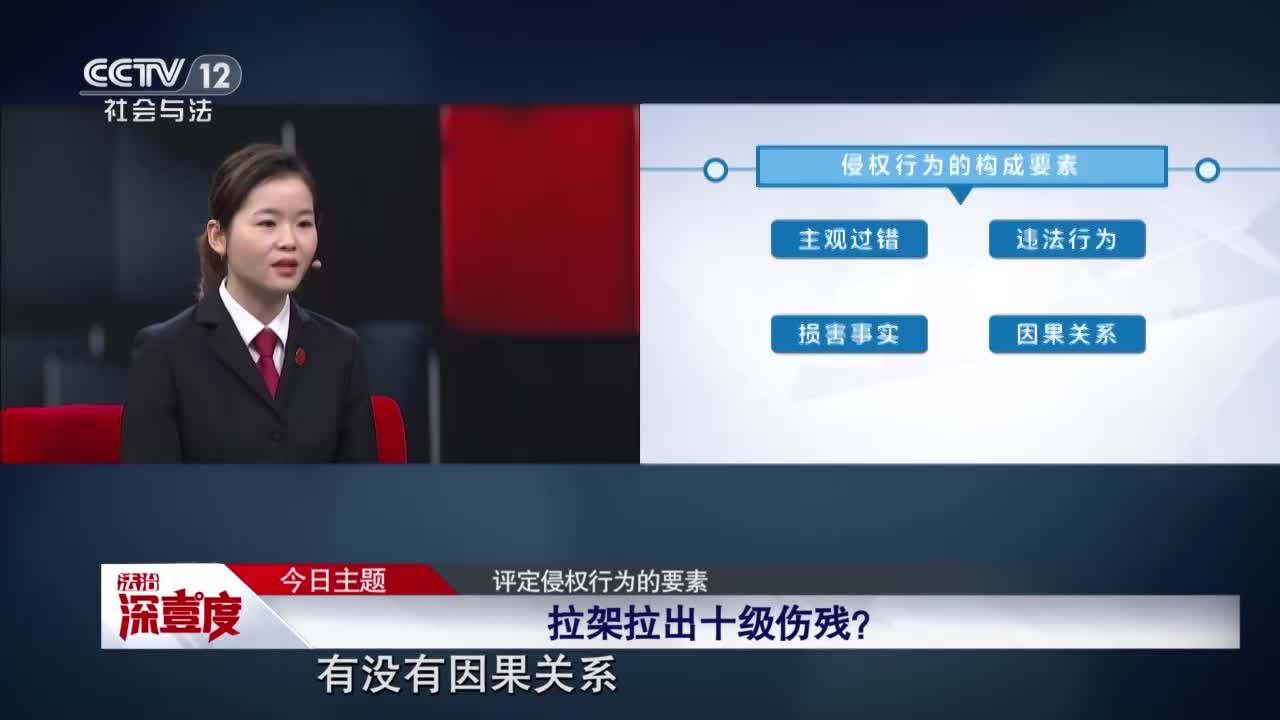 CCTV 12
社会与法
侵权行为的构成要素
主观过错
违法行为
损害事实
因果关系
法治
深壹度
今日主题
评定侵权行为的要素
拉架拉出十级伤残?
有没有因果关系